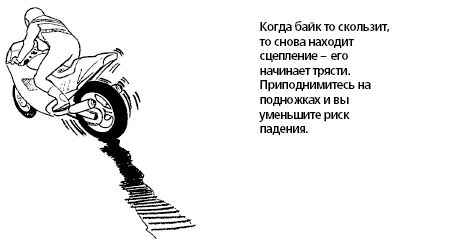 Когда байк то скользит,
то снова находит
сцепление – его
начинает трясти.
Приподнимитесь на
подножках и вы
уменьшите риск
падения.